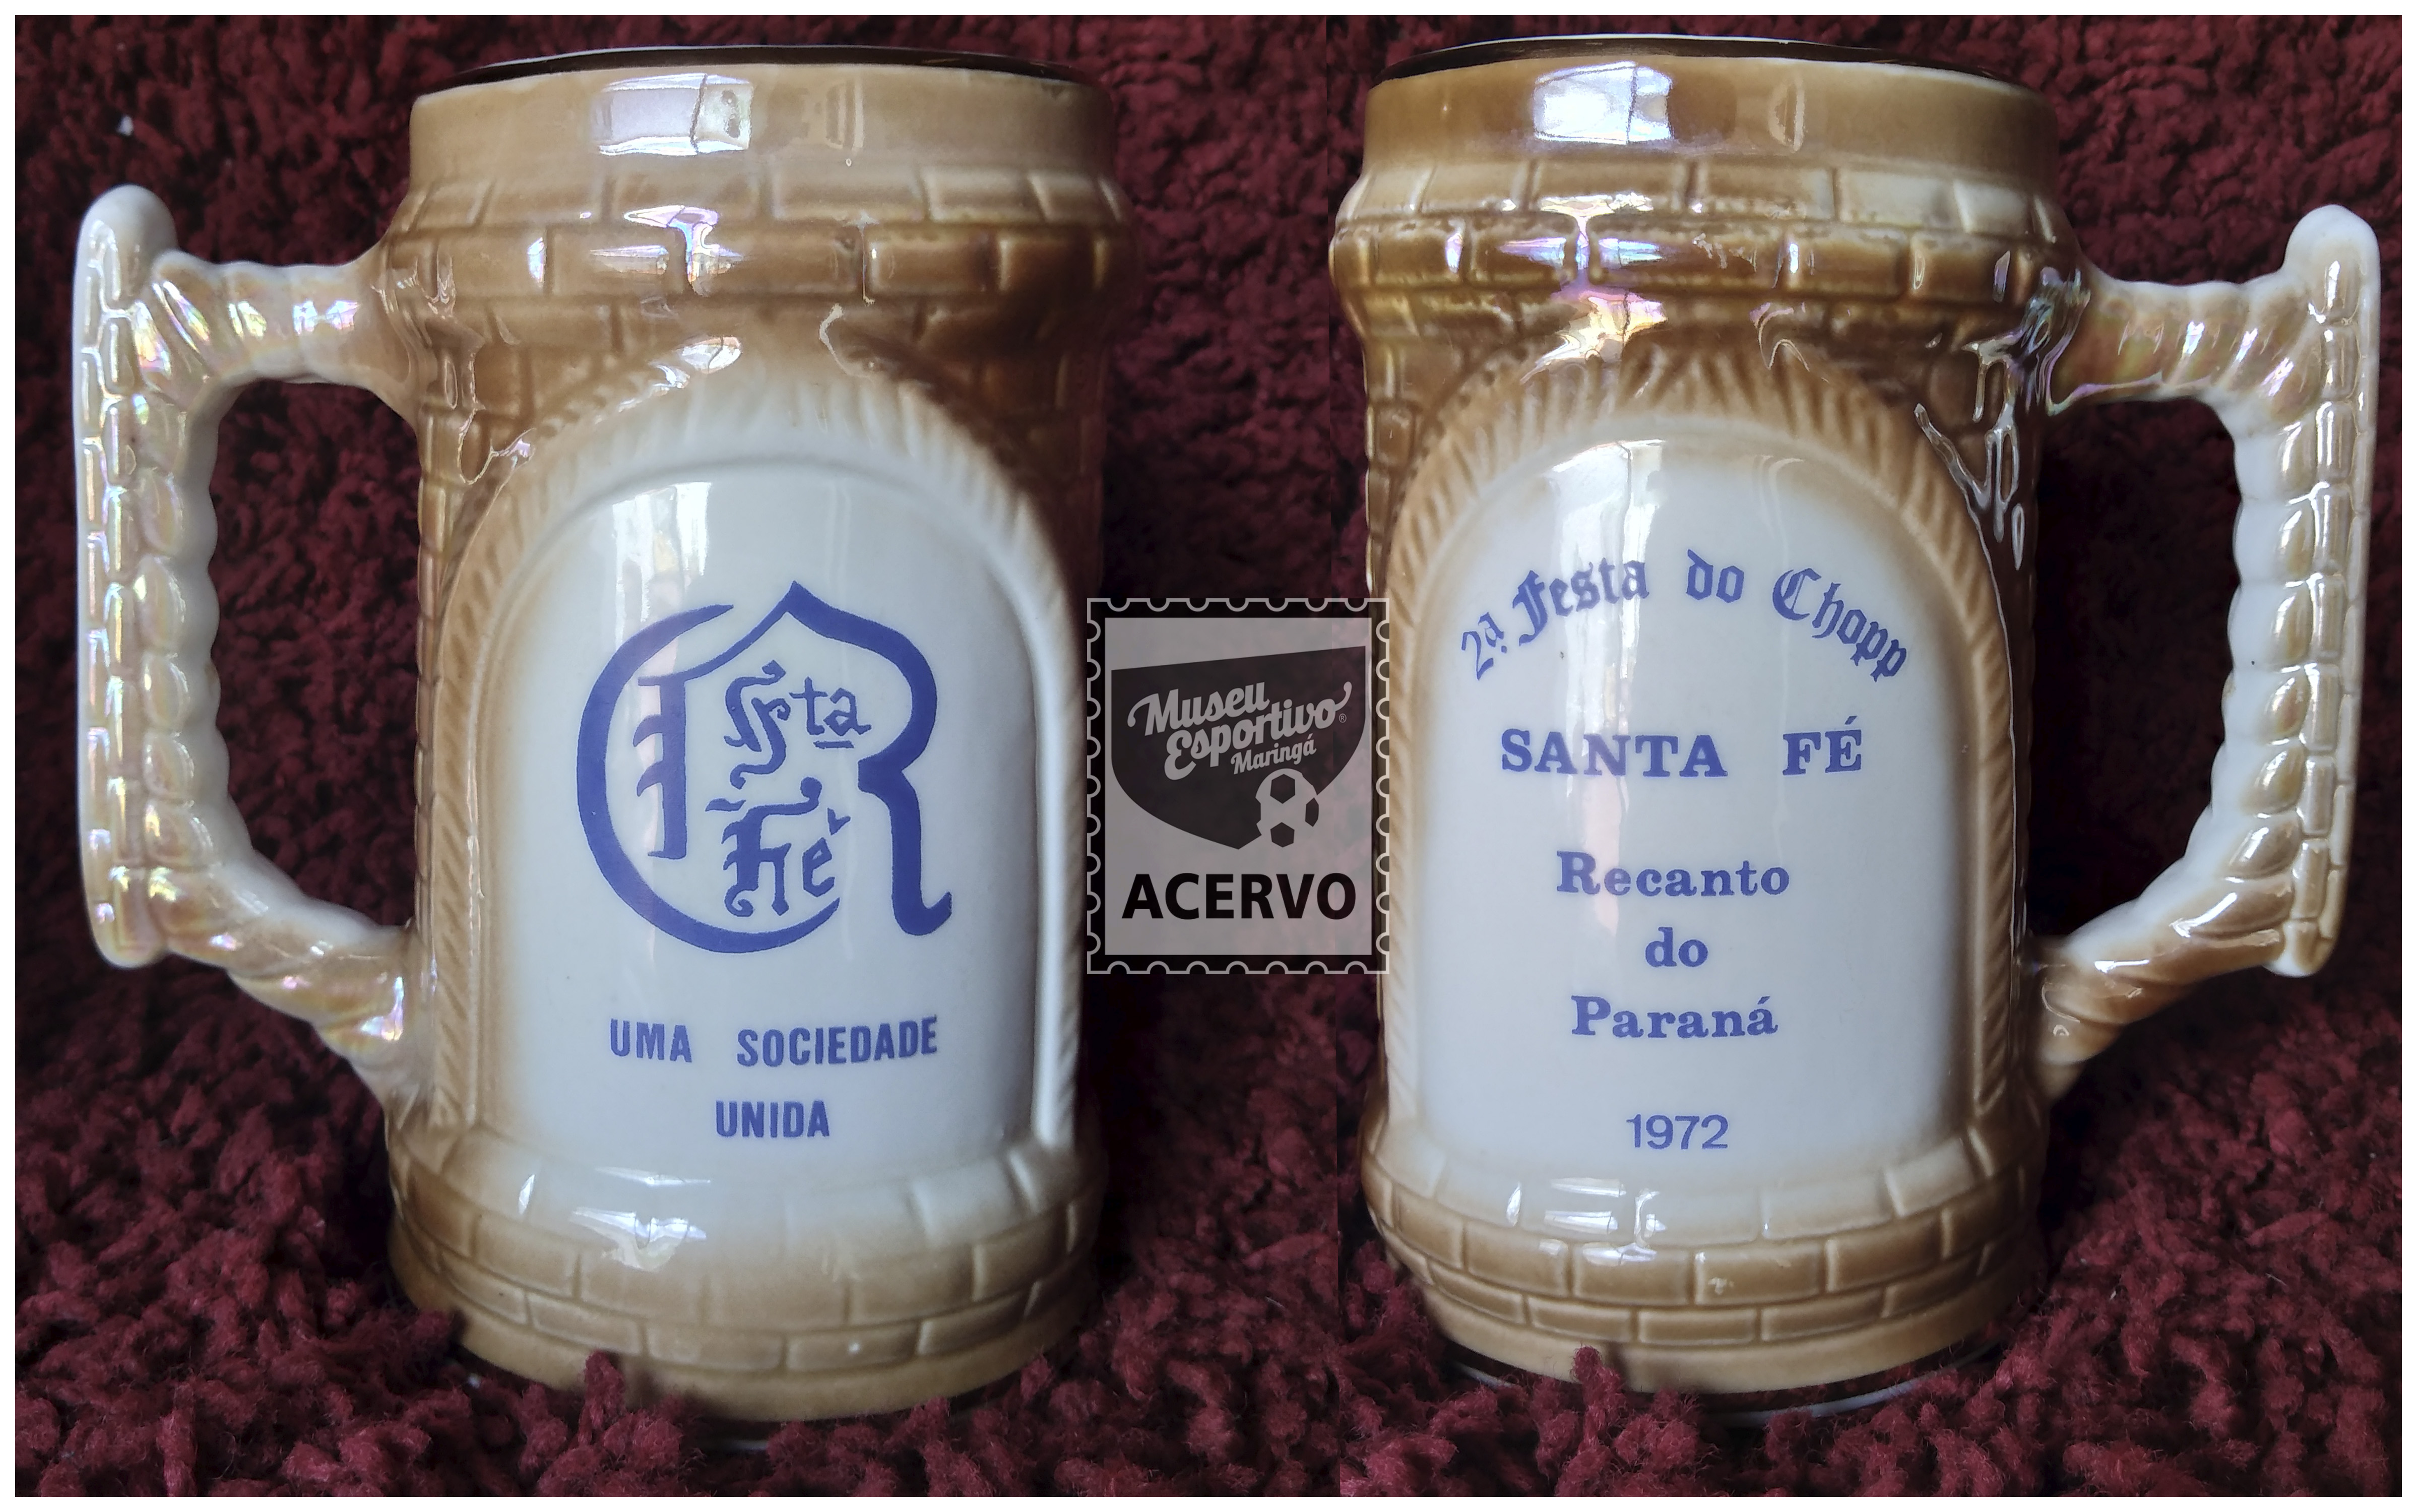 CR
Sta
Fé
UMA SOCIEDADE
UNIDA
Museu
Esportivo®
Maringá
ACERVO
2ª Festa do Chopp
SANTA FÉ
Recanto
do
Paraná
1972